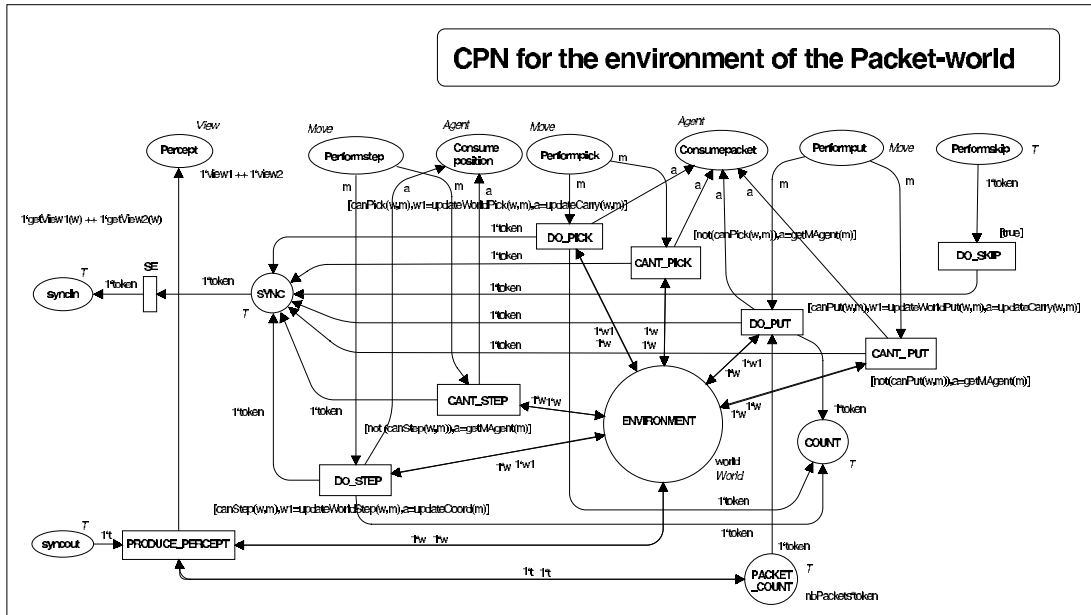 CPN for the environment of the Packet-world
View
Percept
Move
Performstep
Agent
Consume
position
Move
Performpiick
Agent
Consumepacket
Performput
Move
Performskip
T
1'view1 ++ 1'view2
m
m
a
a
m
m
a
a
a
a
m
m
1'token
1'getView1(w) ++ 1'getView2(w)
[canPick(w,m),w1=updateWorldPick(w,m),a=updateCarry(w,m)]
DO_PICK
1'token
[not(canPick(w,m)),a=getMAgent(m)]
[true]
DO_SKIIP
CANT_PICK
1'token
T
syncIn
1'token
SE
1'token
SYNC
T
1'token
[canPut(w,m),w1=updateWorldPut(w,m),a=updateCarry(w,m)]
1'token
DO_PUT
1'w1
1'w
1'w
1'w
1'token
CANT_PUT
1'w1
1'w
[not(canPut(w,m)),a=getMAgent(m)]
CANT_STEP
1'w1'w
1'w
1'w
1'token
1'token
[not (canStep(w,m)),a=getMAgent(m)]
ENVIRONMENT
1'token
COUNT
T
world
World
1'w 1'w1
DO_STEP
[canStep(w,m),w1=updateWorldStep(w,m),a=updateCoord(m)]
1'token
T
syncout
1't
PRODUCE_PERCEPT
1'w 1'w
1'token
1'token
1't 1't
PACKET
_COUNT
T
nbPackets*token